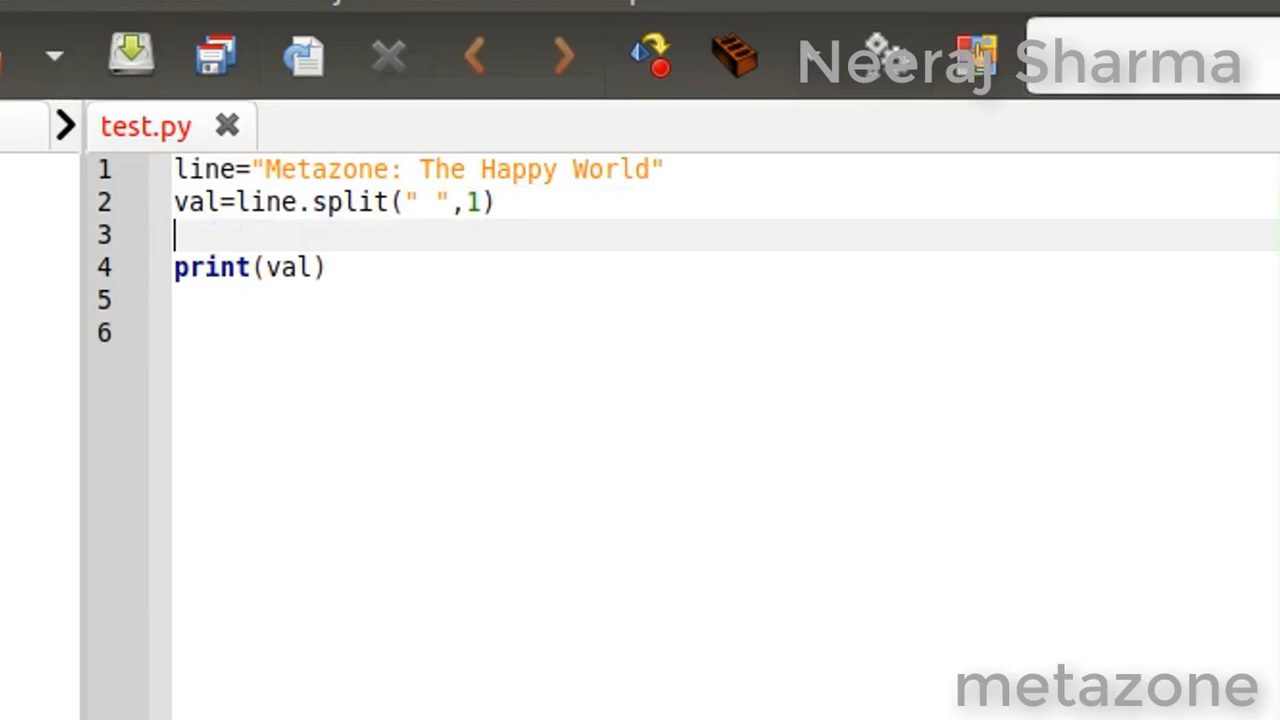 Neeraj Sharma
test.py
1 line="Metazone: The Happy World"
2 val=line.split(" ",1)
3
4 print(val)
5
6
metazone